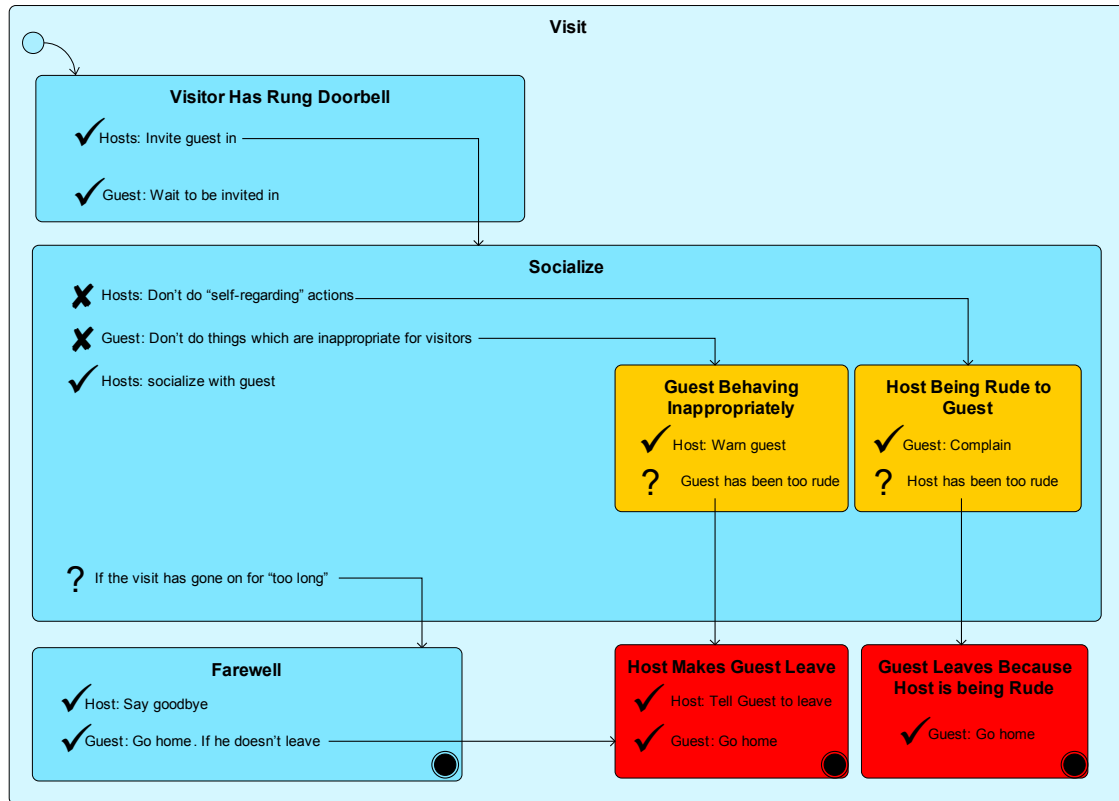 Visit
Visitor Has Rung Doorbell
Hosts: Invite guest in
Guest: Wait to be invited in
Socialize
Hosts: Don’t do “self-regarding” actions
Guest: Don’t do things which are inappropriate for visitors
Hosts: socialize with guest
Guest Behaving
Inappropriately
Host: Warn guest
? Guest has been too rude
Host Being Rude to
Guest
Guest: Complain
? Host has been too rude
? If the visit has gone on for “too long”
Farewell
Host: Say goodbye
Guest: Go home. If he doesn’t leave
Host Makes Guest Leave
Host: Tell Guest to leave
Guest: Go home
Guest Leaves Because
Host is being Rude
Guest: Go home